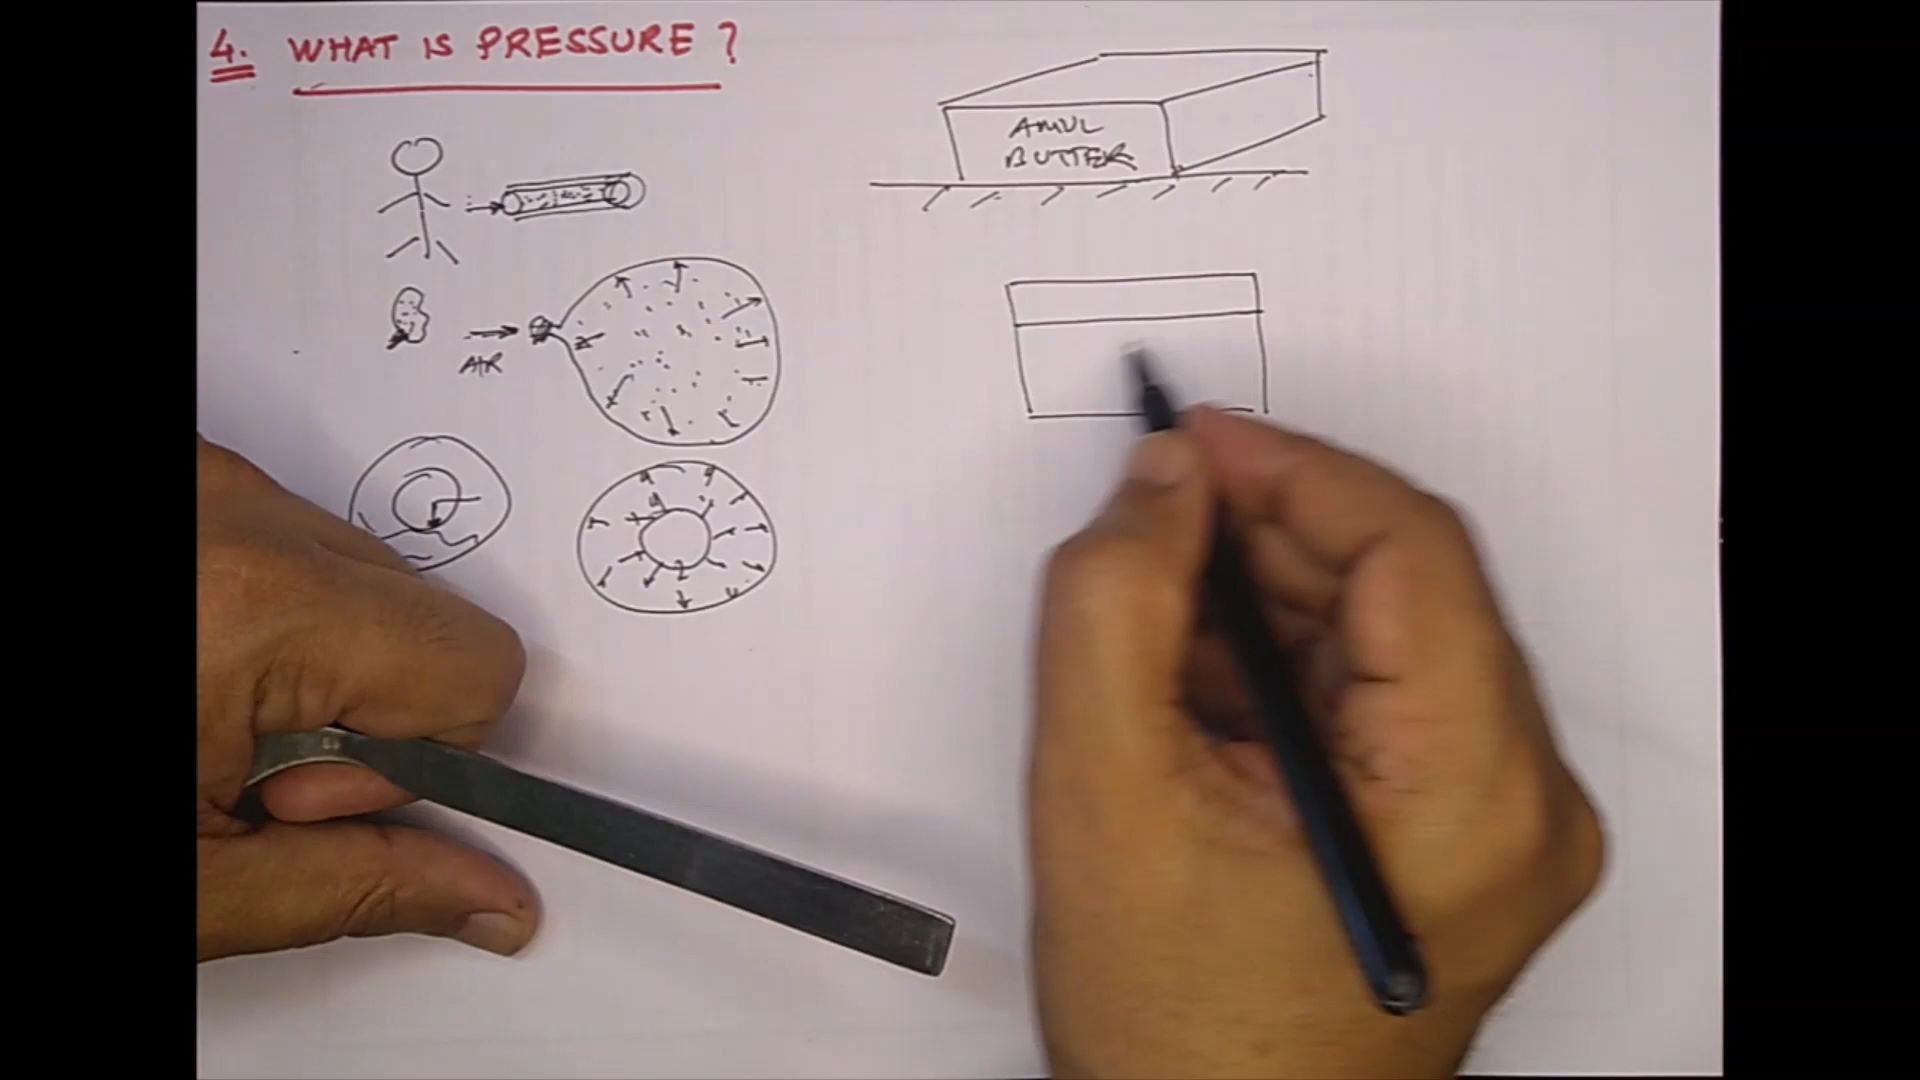 4. WHAT IS PRESSURE?
AMUL
BUTTER
AIR